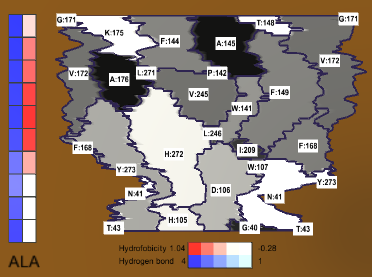 G:171 T:148 G:171
K:175 F:144 A:145
V:172 A:176 L:271 P:142 V:172
V:245 W:141 F:149
L:246
F:168 H:272 I:209 F:168
Y:273 W:107 Y:273
N:41 D:106 N:41
T:43 H:105 G:40 T:43
Hydrofobicity 1.04 -0.28
Hydrogen bond 4 1
ALA